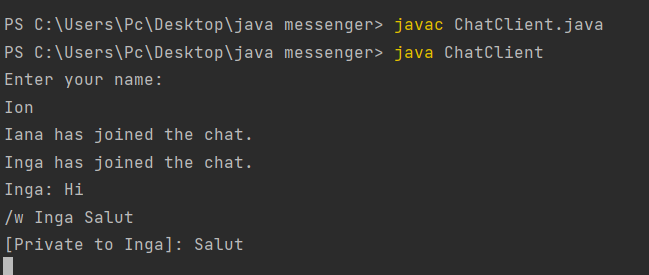 PS C:\Users\Pc\Desktop\java messenger> javac ChatClient.java
PS C:\Users\Pc\Desktop\java messenger> java ChatClient
Enter your name:
Ion
Iana has joined the chat.
Inga has joined the chat.
Inga: Hi
/w Inga Salut
[Private to Inga]: Salut